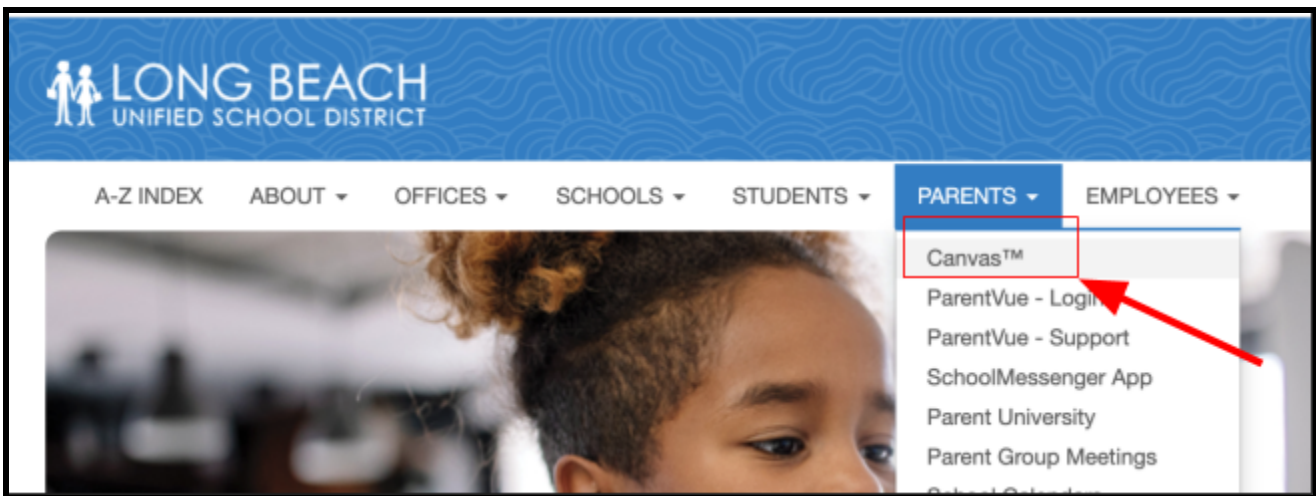 LONG BEACH
UNIFIED SCHOOL DISTRICT
A-Z INDEX ABOUT OFFICES SCHOOLS STUDENTS PARENTS EMPLOYEES
Canvas™
ParentVue - Login
ParentVue - Support
SchoolMessenger App
Parent University
Parent Group Meetings